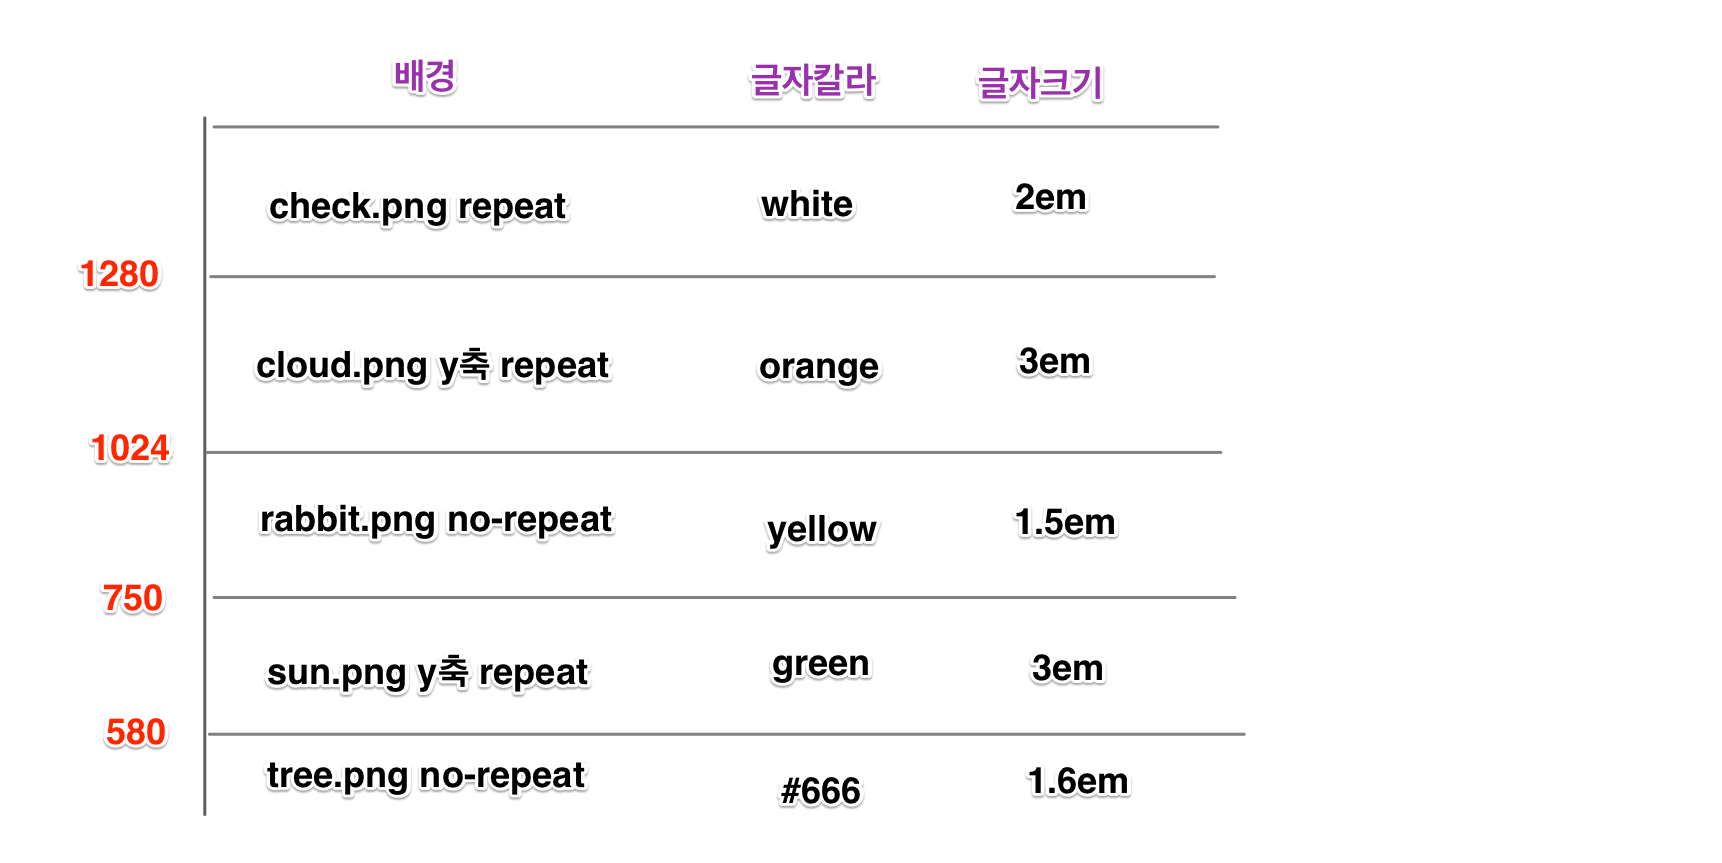 배경 글자칼라 글자크기
check.png repeat white 2em
1280
cloud.png y축 repeat orange 3em
1024
rabbit.png no-repeat yellow 1.5em
750
sun.png y축 repeat green 3em
580
tree.png no-repeat #666 1.6em